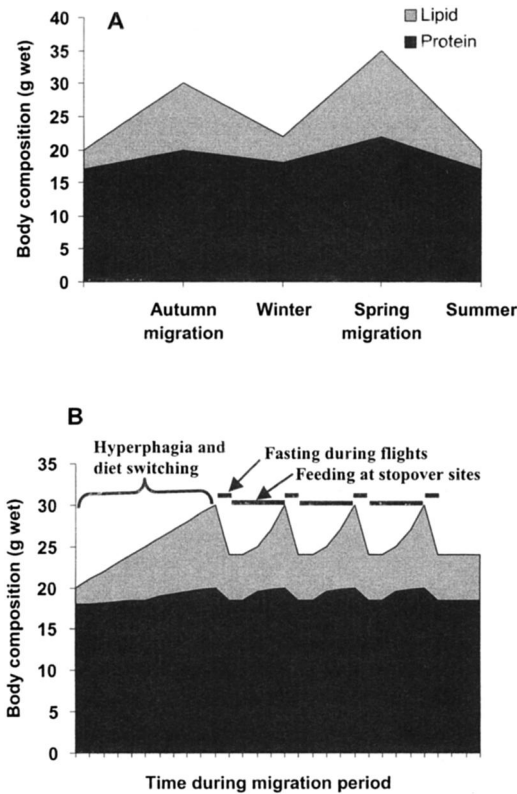 A
Lipid
Protein
Body composition (g wet)
40
35
30
25
20
15
10
5
0
Autumn
migration
Winter
Spring
migration
Summer
B
Hyperphagia and
diet switching
Fasting during flights
Feeding at stopover sites
Body composition (g wet)
35
30
25
20
15
10
5
0
Time during migration period